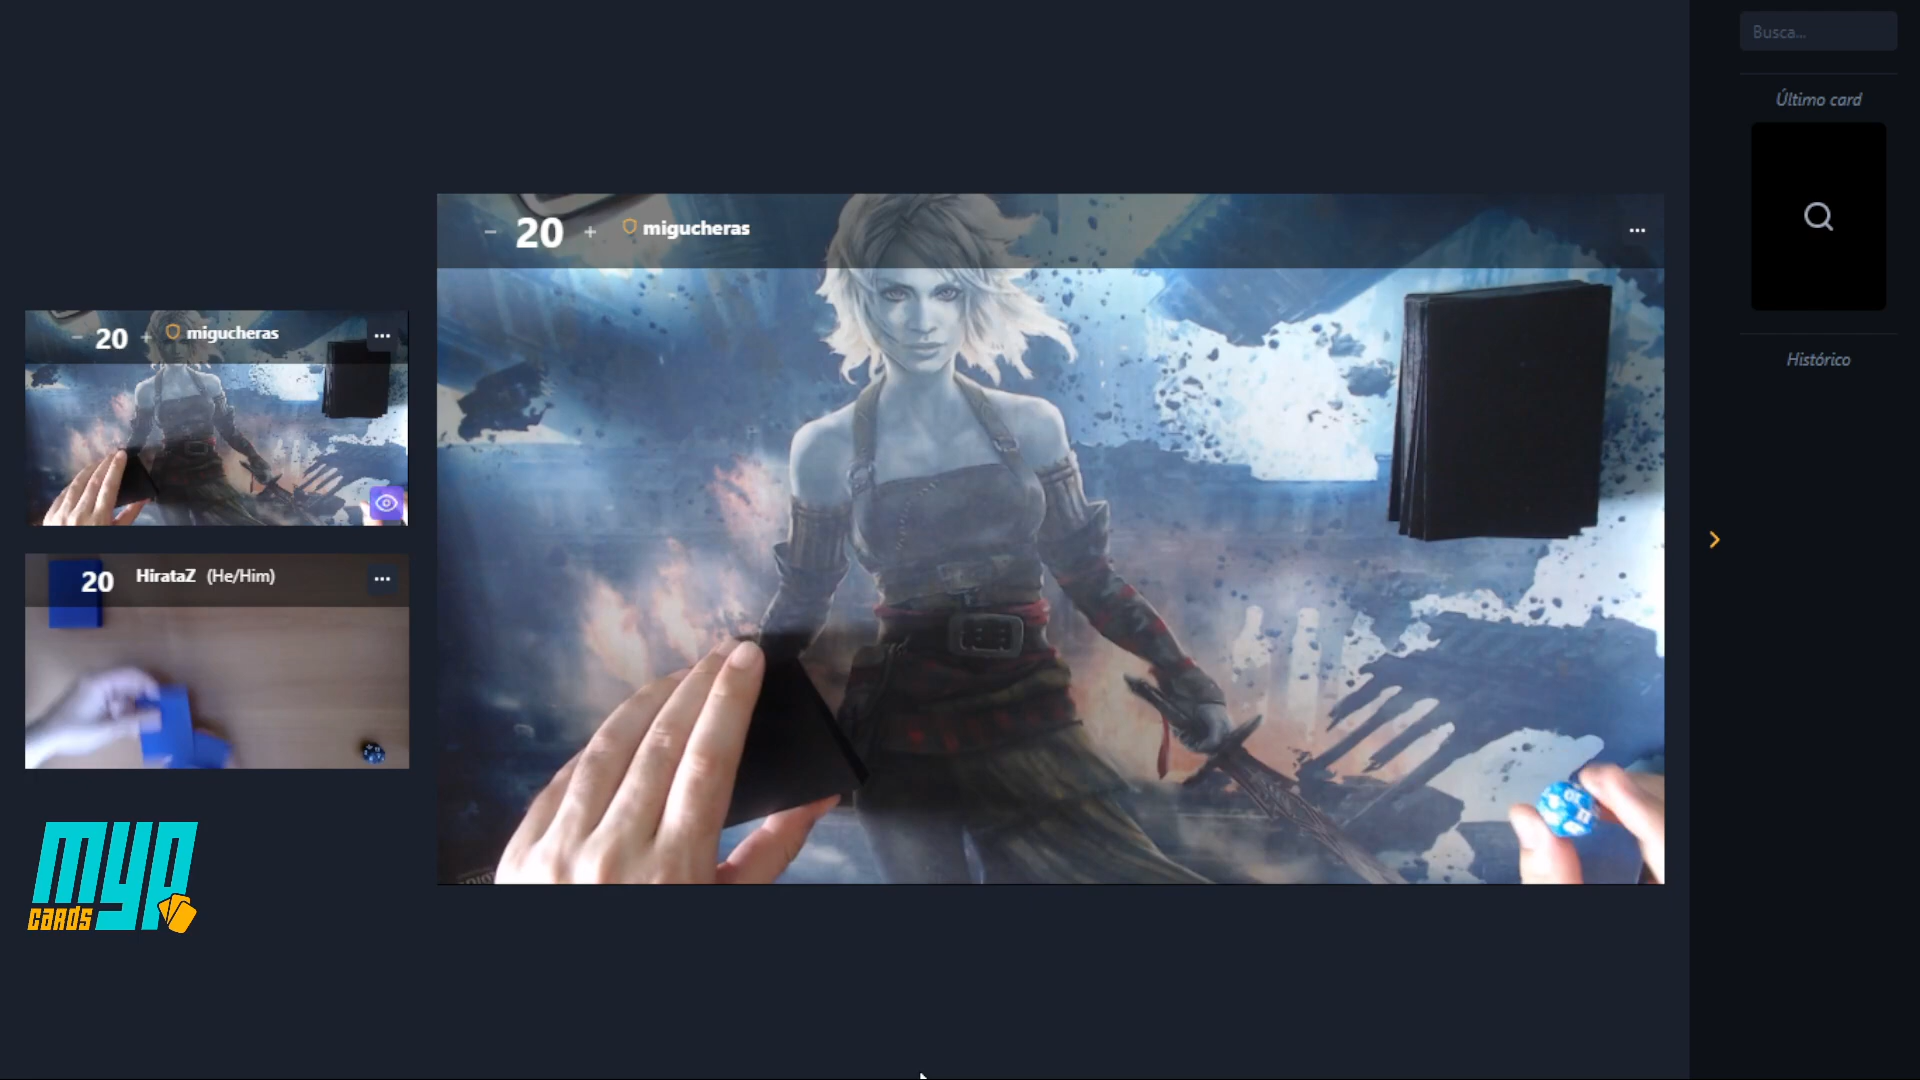 20 migucheras
20 HirataZ (He/Him)
myp
cards
− 20 + migucheras
Busca...
Último card
Histórico